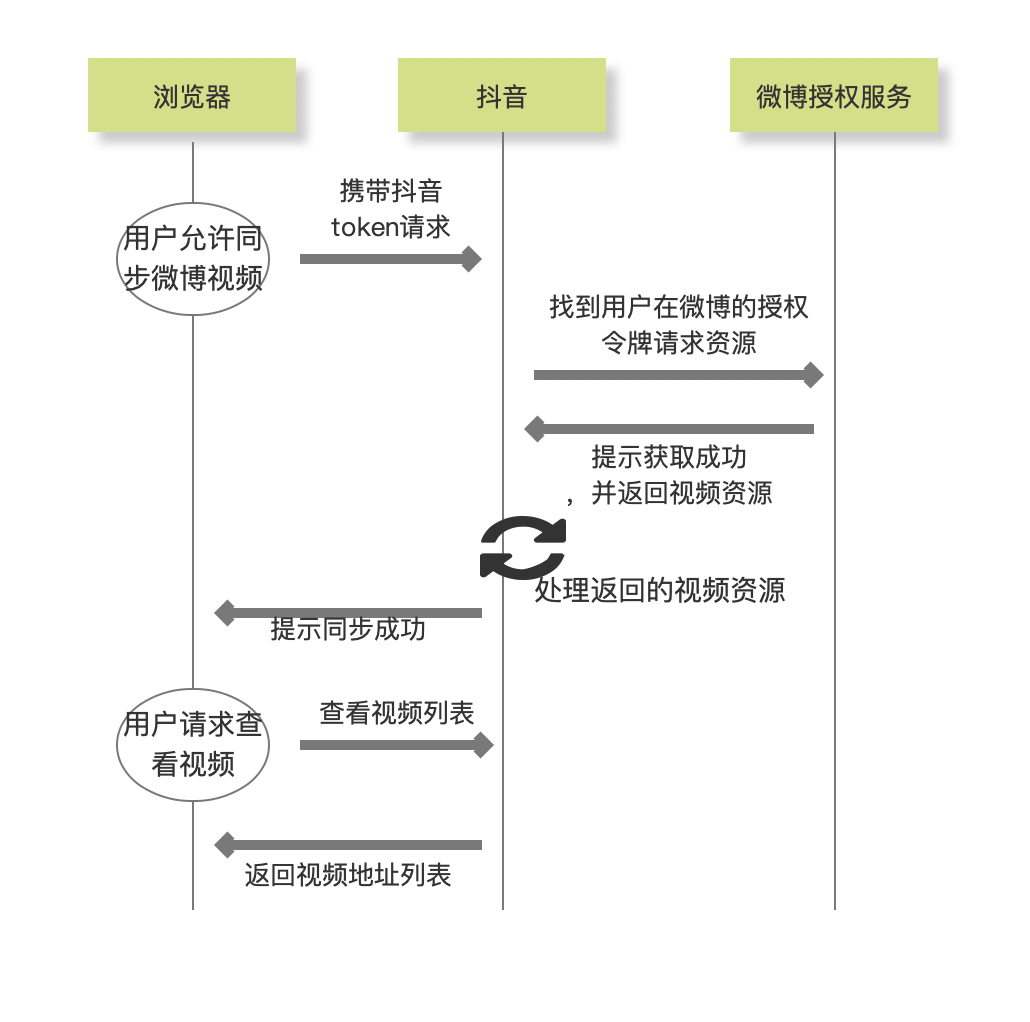 浏览器
抖音
微博授权服务
携带抖音
token请求
用户允许同
步微博视频
找到用户在微博的授权
令牌请求资源
提示获取成功
，并返回视频资源
处理返回的视频资源
提示同步成功
用户请求查
看视频
查看视频列表
返回视频地址列表